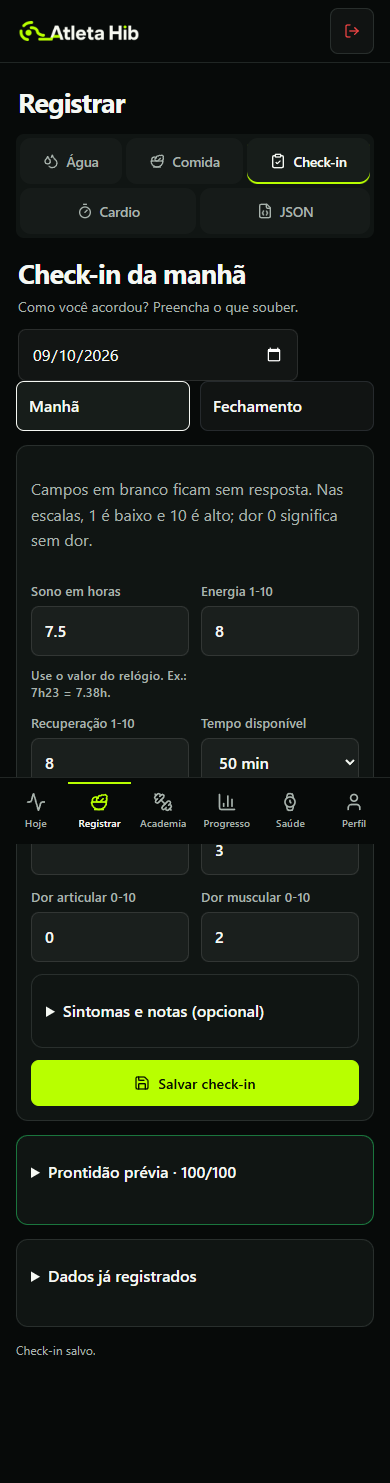 Atleta Hib
Registrar
Água
Comida
Check-in
Cardio
JSON
Check-in da manhã
Como você acordou? Preencha o que souber.
09/10/2026
Manhã
Fechamento
Campos em branco ficam sem resposta. Nas
escalas, 1 é baixo e 10 é alto; dor 0 significa
sem dor.
Sono em horas
Energia 1-10
7.5
8
Use o valor do relógio. Ex.:
7h23 = 7.38h.
Recuperação 1-10
Tempo disponível
8
50 min
Hoje
Registrar
Academia
Progresso
Saúde
Perfil
3
Dor articular 0-10
Dor muscular 0-10
0
2
Sintomas e notas (opcional)
Salvar check-in
Prontidão prévia · 100/100
Dados já registrados
Check-in salvo.